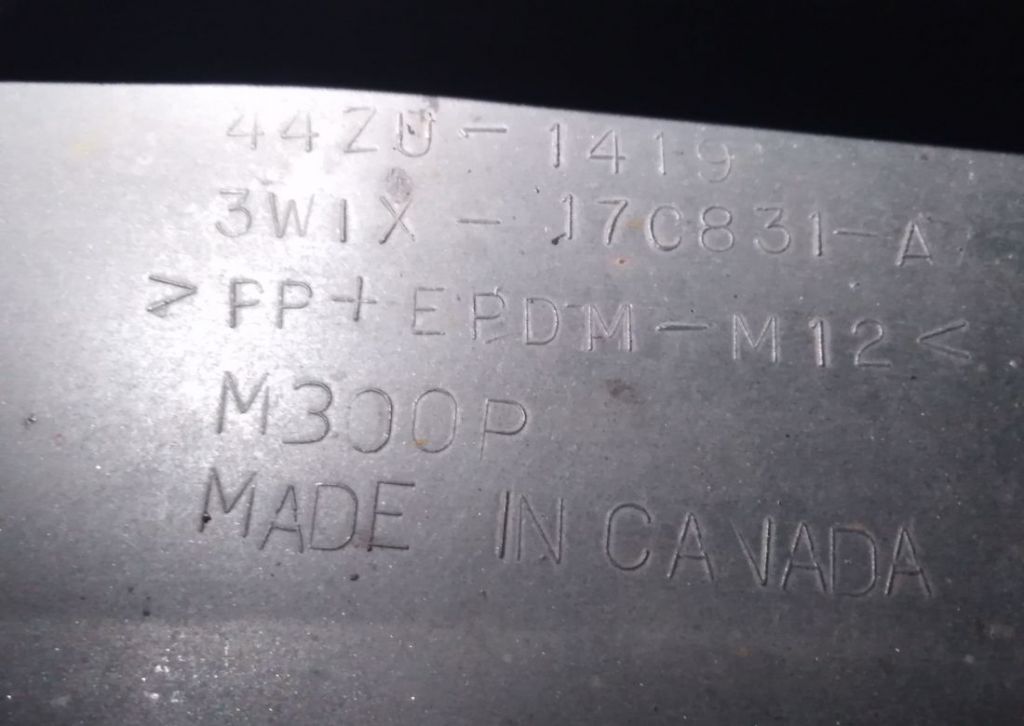 44ZU-1419
3W1X-17C831-A
>PP+EPDM-M12<
M300P
MADE IN CANADA